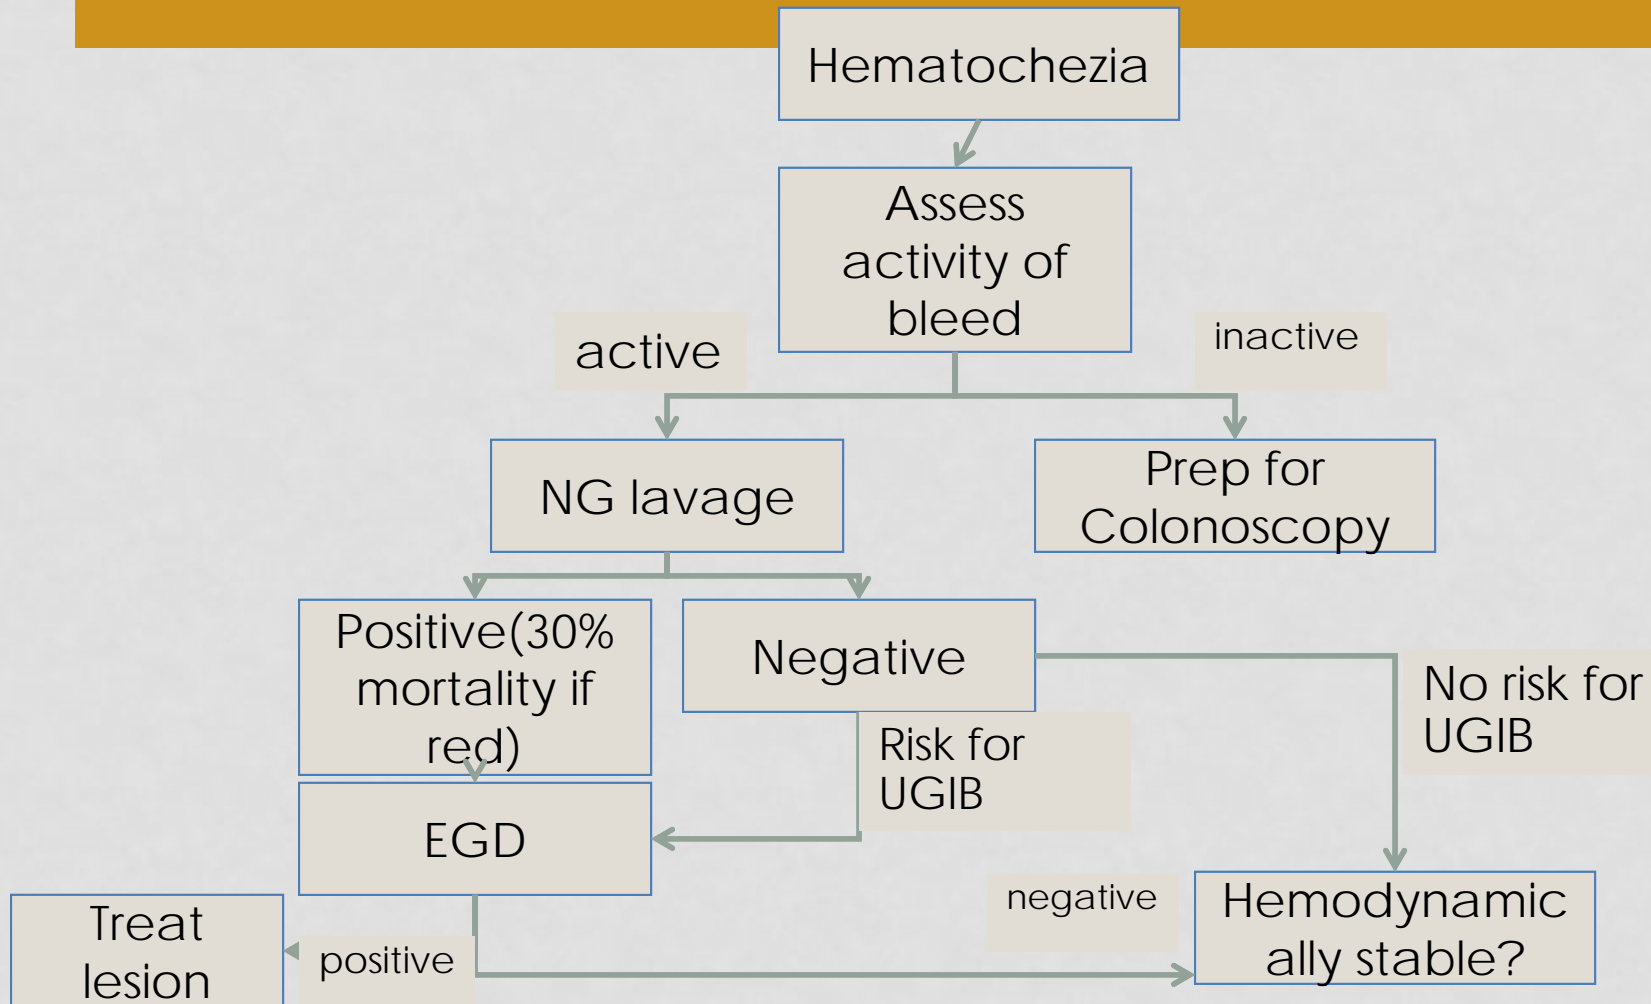 Hematochezia
Assess
activity of
bleed
active
inactive
NG lavage
Prep for
Colonoscopy
Positive(30%
mortality if
red)
Negative
Risk for
UGIB
No risk for
UGIB
EGD
negative
Hemodynamic
ally stable?
Treat
lesion
positive